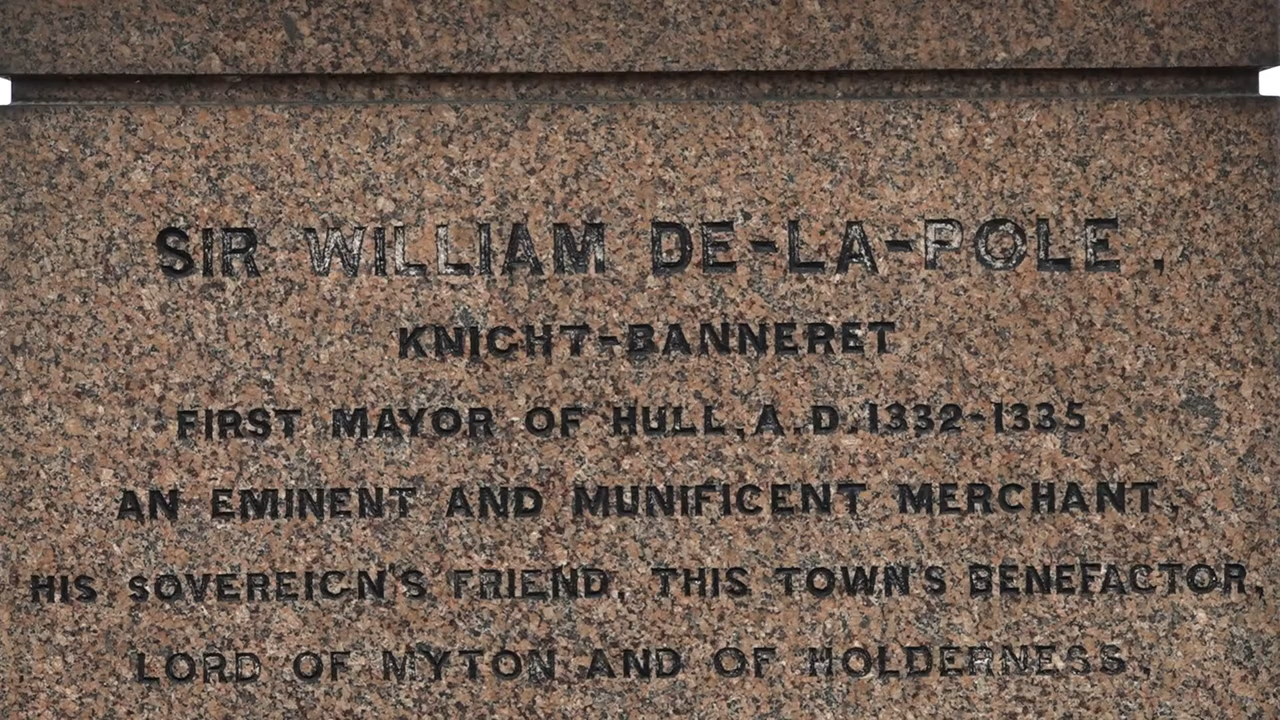 SIR WILLIAM DE-LA-POLE,
KNIGHT-BANNERET
FIRST MAYOR OF HULL, A.D. 1332-1335,
AN EMINENT AND MUNIFICENT MERCHANT,
HIS SOVEREIGN'S FRIEND, THIS TOWN'S BENEFACTOR,
LORD OF MYTON AND OF HOLDERNESS,